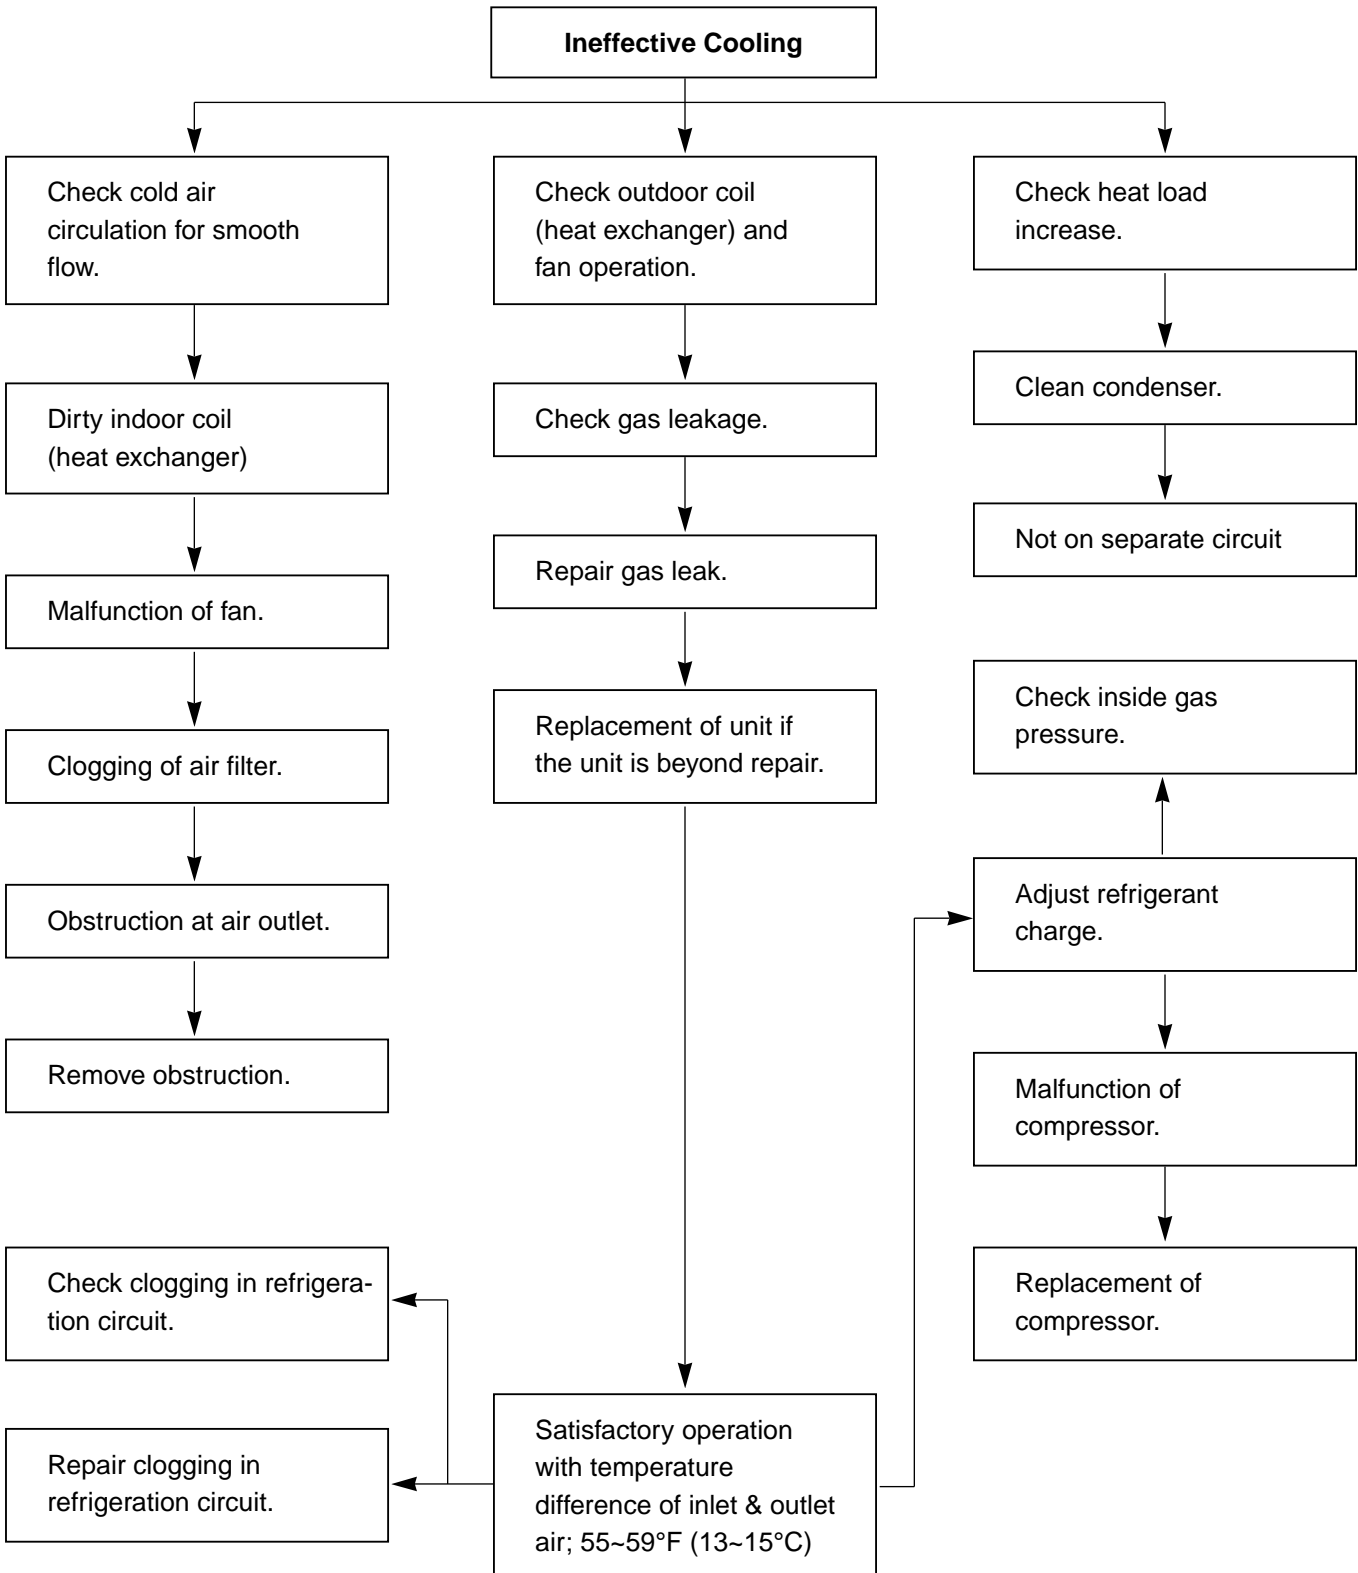 Ineffective Cooling
Check cold air
circulation for smooth
flow.
Dirty indoor coil
(heat exchanger)
Malfunction of fan.
Clogging of air filter.
Obstruction at air outlet.
Remove obstruction.
Check outdoor coil
(heat exchanger) and
fan operation.
Check gas leakage.
Repair gas leak.
Replacement of unit if
the unit is beyond repair.
Check heat load
increase.
Clean condenser.
Not on separate circuit
Check inside gas
pressure.
Adjust refrigerant
charge.
Malfunction of
compressor.
Replacement of
compressor.
Check clogging in refrigera-
tion circuit.
Repair clogging in
refrigeration circuit.
Satisfactory operation
with temperature
difference of inlet & outlet
air; 55~59°F (13~15°C)